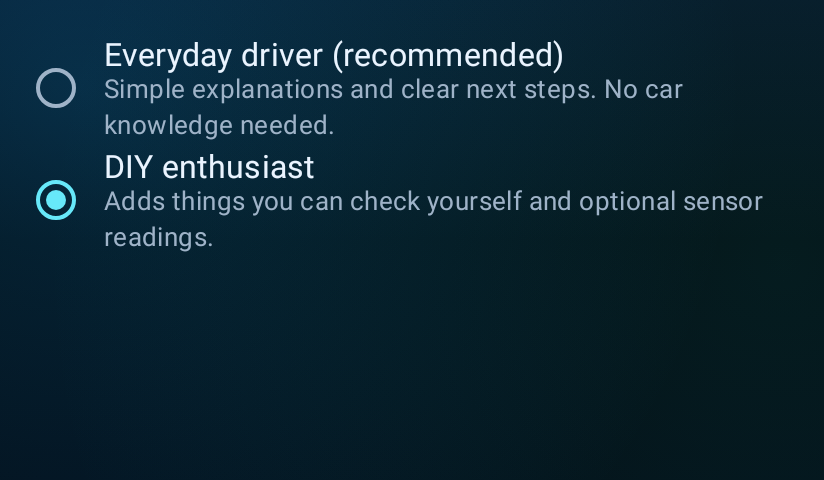 Everyday driver (recommended)
Simple explanations and clear next steps. No car
knowledge needed.
DIY enthusiast
Adds things you can check yourself and optional sensor
readings.